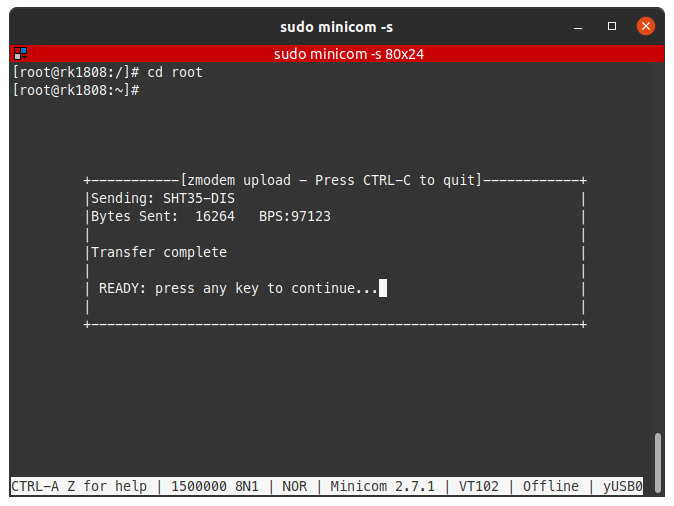 sudo minicom -s
sudo minicom -s 80x24
[root@rk1808:/]# cd root
[root@rk1808:~]#
+-----------[zmodem upload - Press CTRL-C to quit]------------+
|Sending: SHT35-DIS |
|Bytes Sent:  16264   BPS:97123 |
| |
|Transfer complete |
| |
| READY: press any key to continue... |
| |
+-------------------------------------------------------------+
CTRL-A Z for help | 1500000 8N1 | NOR | Minicom 2.7.1 | VT102 | Offline | yUSB0